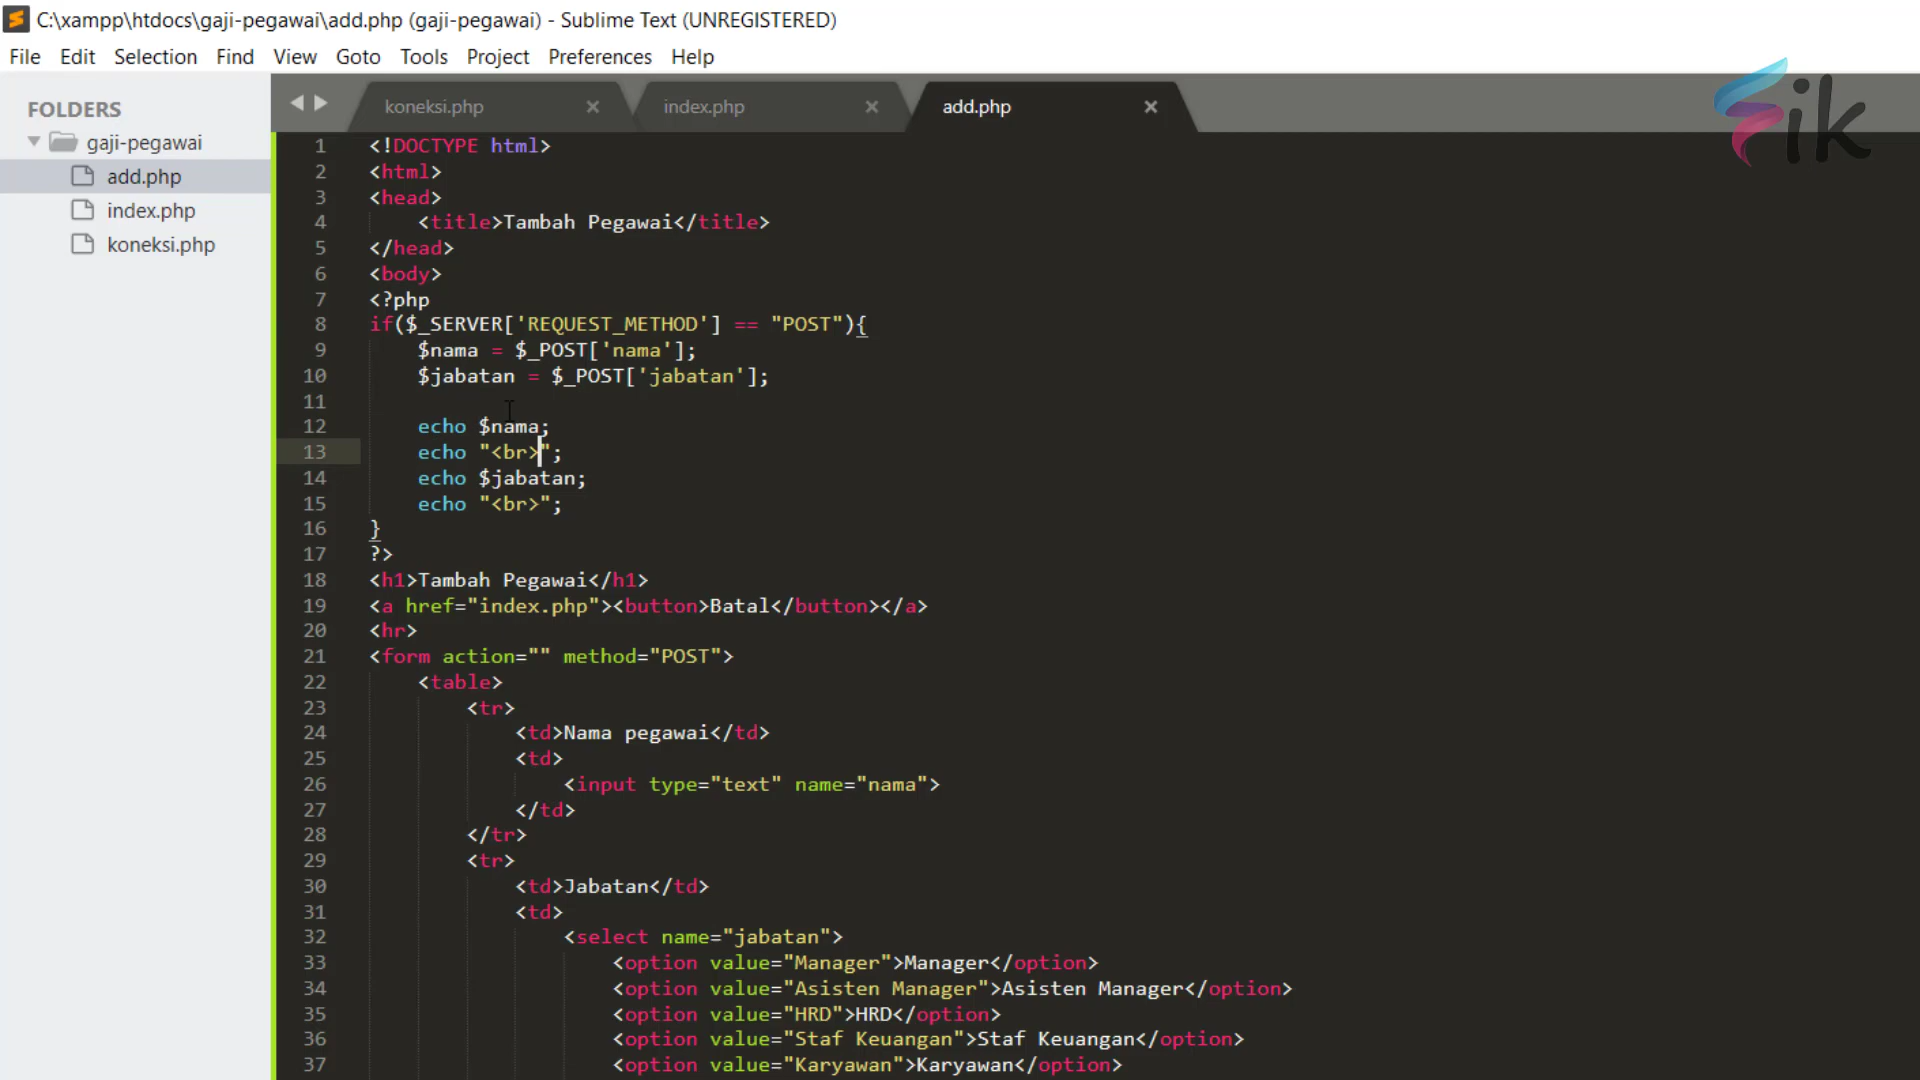 C:\xampp\htdocs\gaji-pegawai\add.php (gaji-pegawai) - Sublime Text (UNREGISTERED)
File Edit Selection Find View Goto Tools Project Preferences Help
FOLDERS
gaji-pegawai
add.php
index.php
koneksi.php
koneksi.php × index.php × add.php ×
ik
1 <!DOCTYPE html>
2 <html>
3 <head>
4 <title>Tambah Pegawai</title>
5 </head>
6 <body>
7 <?php
8 if($_SERVER['REQUEST_METHOD'] == "POST"){
9 $nama = $_POST['nama'];
10 $jabatan = $_POST['jabatan'];
11
12 echo $nama;
13 echo "<br>";
14 echo $jabatan;
15 echo "<br>";
16 }
17 ?>
18 <h1>Tambah Pegawai</h1>
19 <a href="index.php"><button>Batal</button></a>
20 <hr>
21 <form action="" method="POST">
22 <table>
23 <tr>
24 <td>Nama pegawai</td>
25 <td>
26 <input type="text" name="nama">
27 </td>
28 </tr>
29 <tr>
30 <td>Jabatan</td>
31 <td>
32 <select name="jabatan">
33 <option value="Manager">Manager</option>
34 <option value="Asisten Manager">Asisten Manager</option>
35 <option value="HRD">HRD</option>
36 <option value="Staf Keuangan">Staf Keuangan</option>
37 <option value="Karyawan">Karyawan</option>